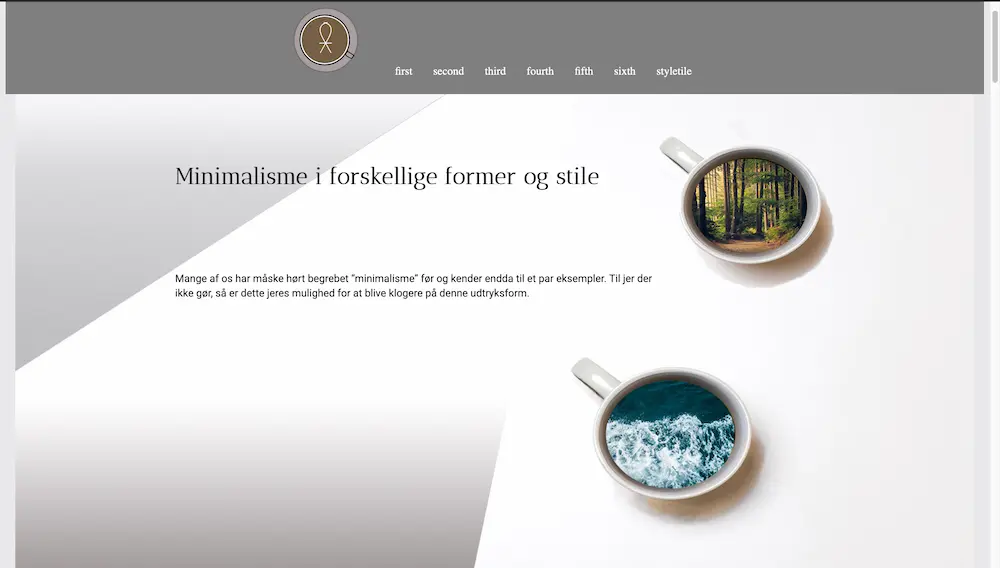 first second third fourth fifth sixth styletile
Minimalisme i forskellige former og stile
Mange af os har måske hørt begrebet “minimalisme” før og kender endda til et par eksempler. Til jer der
ikke gør, så er dette jeres mulighed for at blive klogere på denne udtryksform.